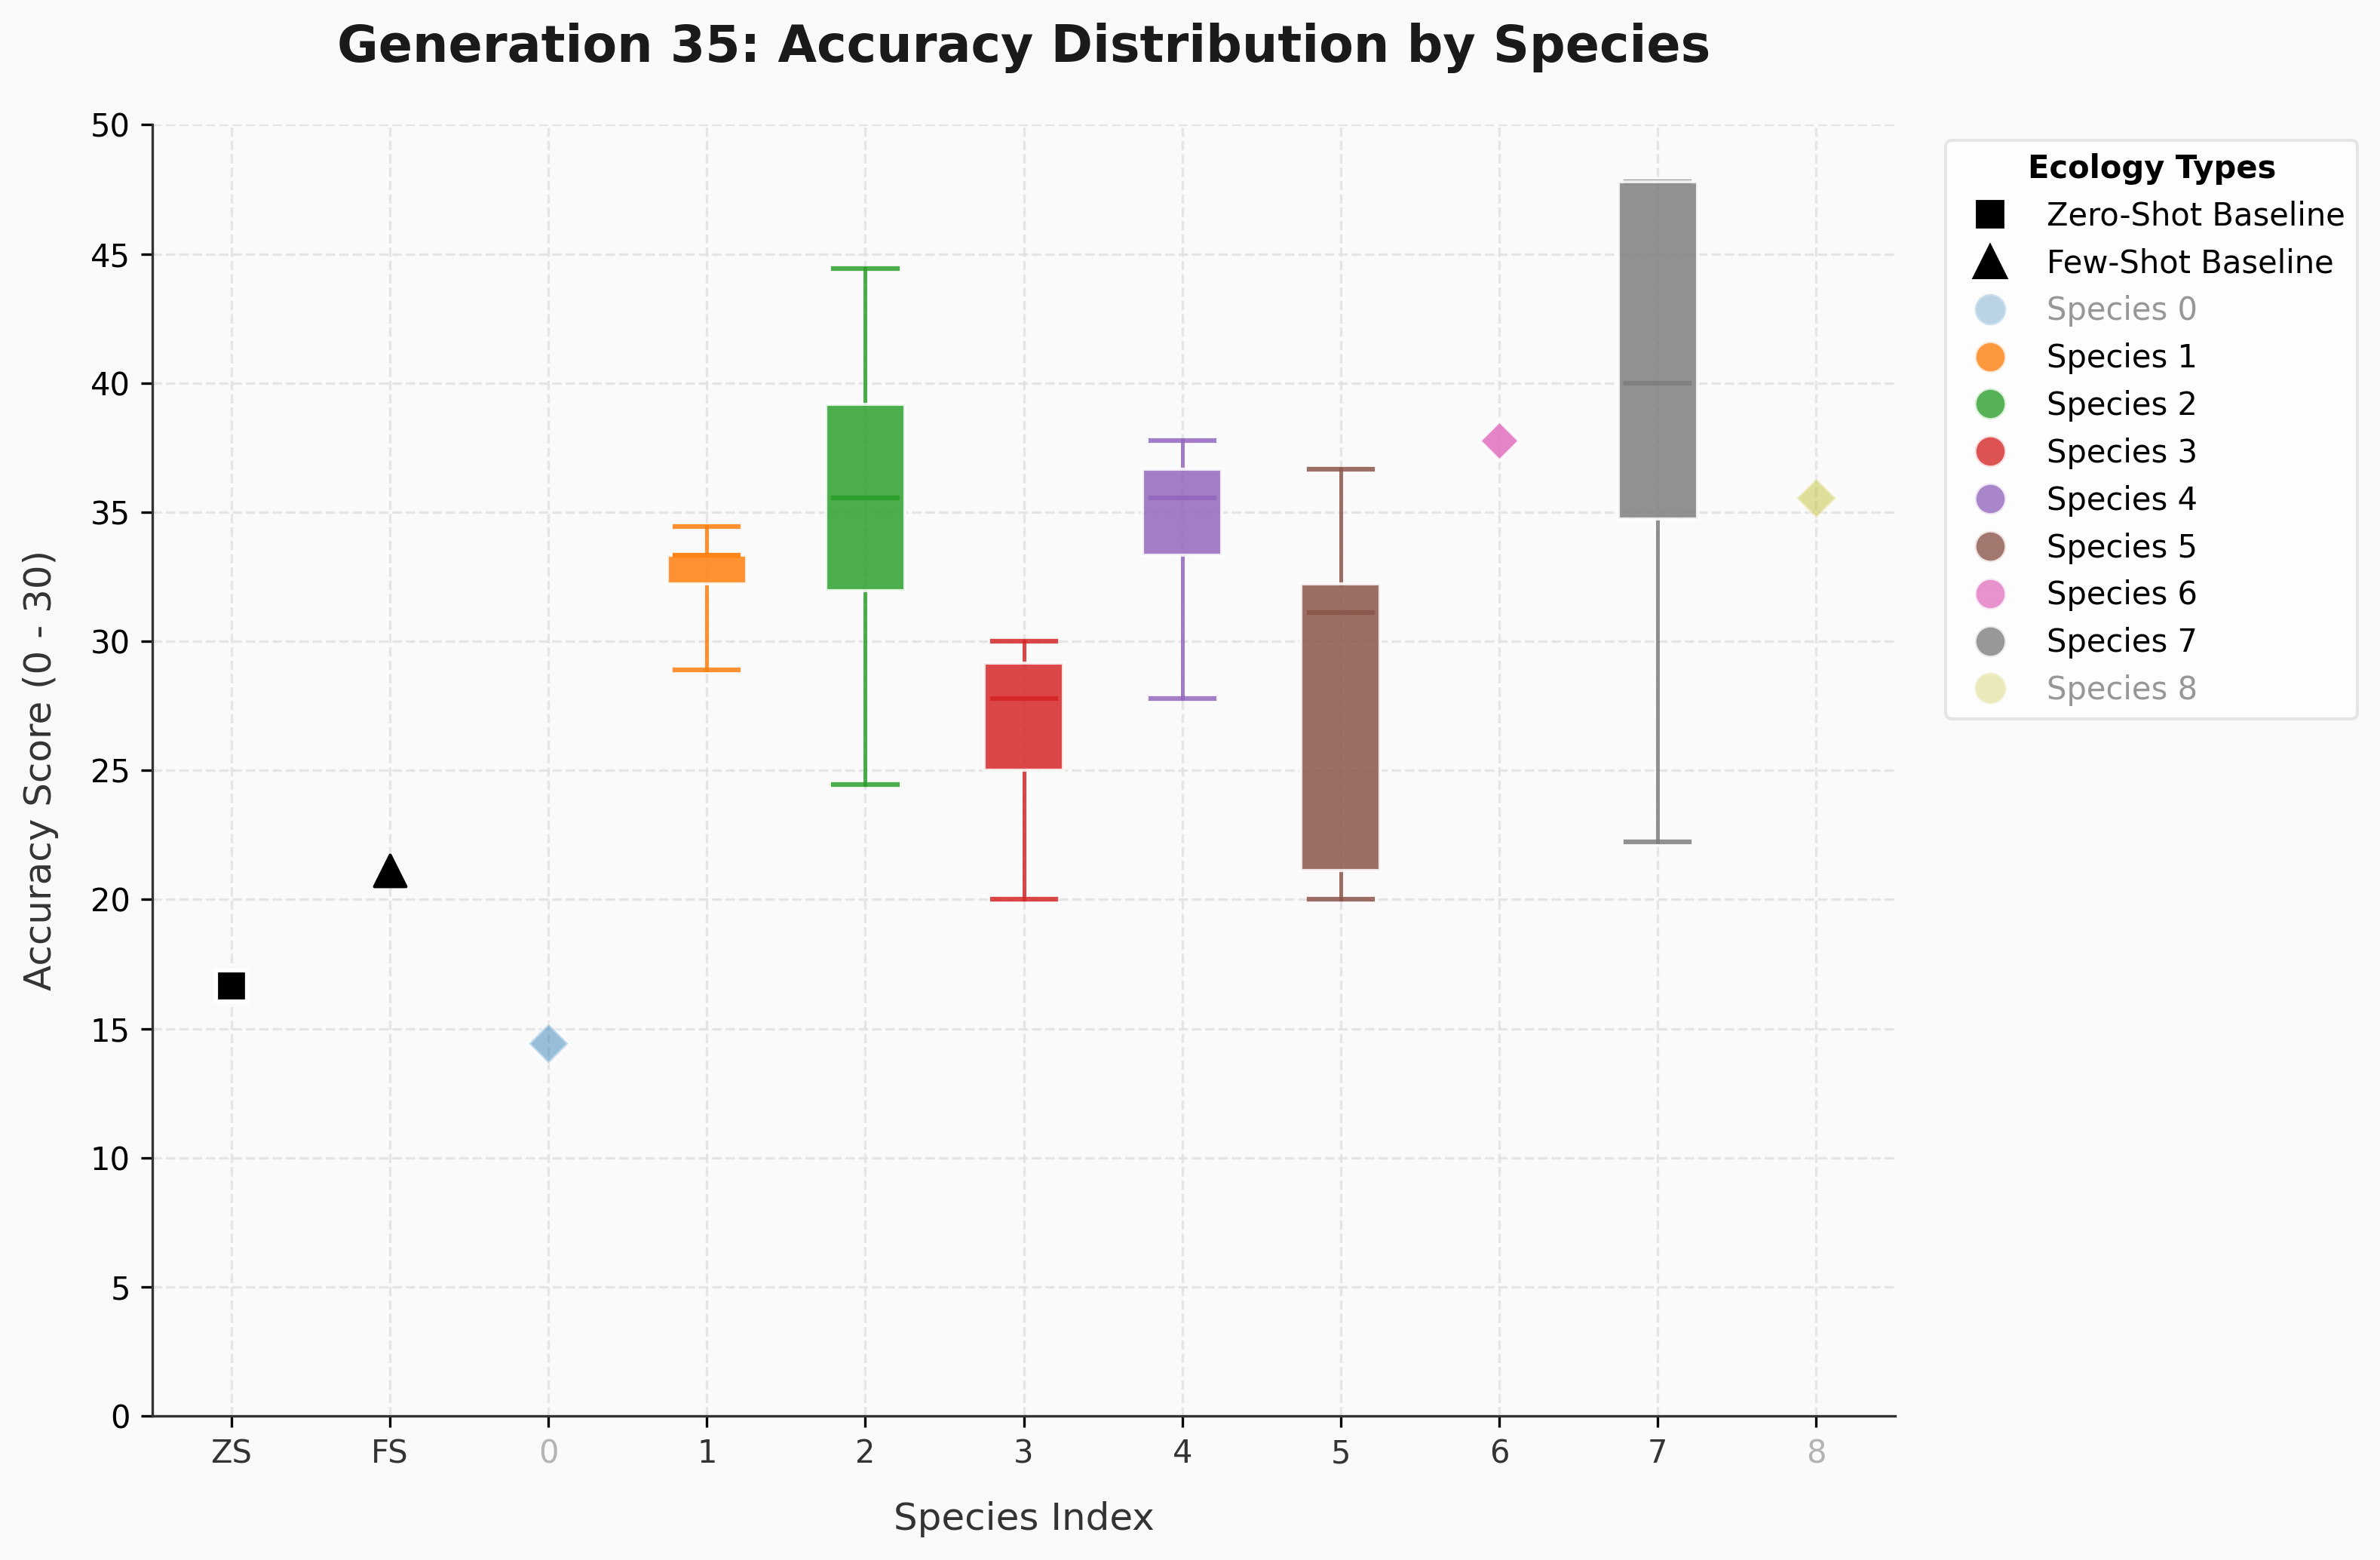 Generation 35: Accuracy Distribution by Species
Accuracy Score (0 - 30)
50
45
40
35
30
25
20
15
10
5
0
ZS FS 0 1 2 3 4 5 6 7 8
Species Index
Ecology Types
Zero-Shot Baseline
Few-Shot Baseline
Species 0
Species 1
Species 2
Species 3
Species 4
Species 5
Species 6
Species 7
Species 8